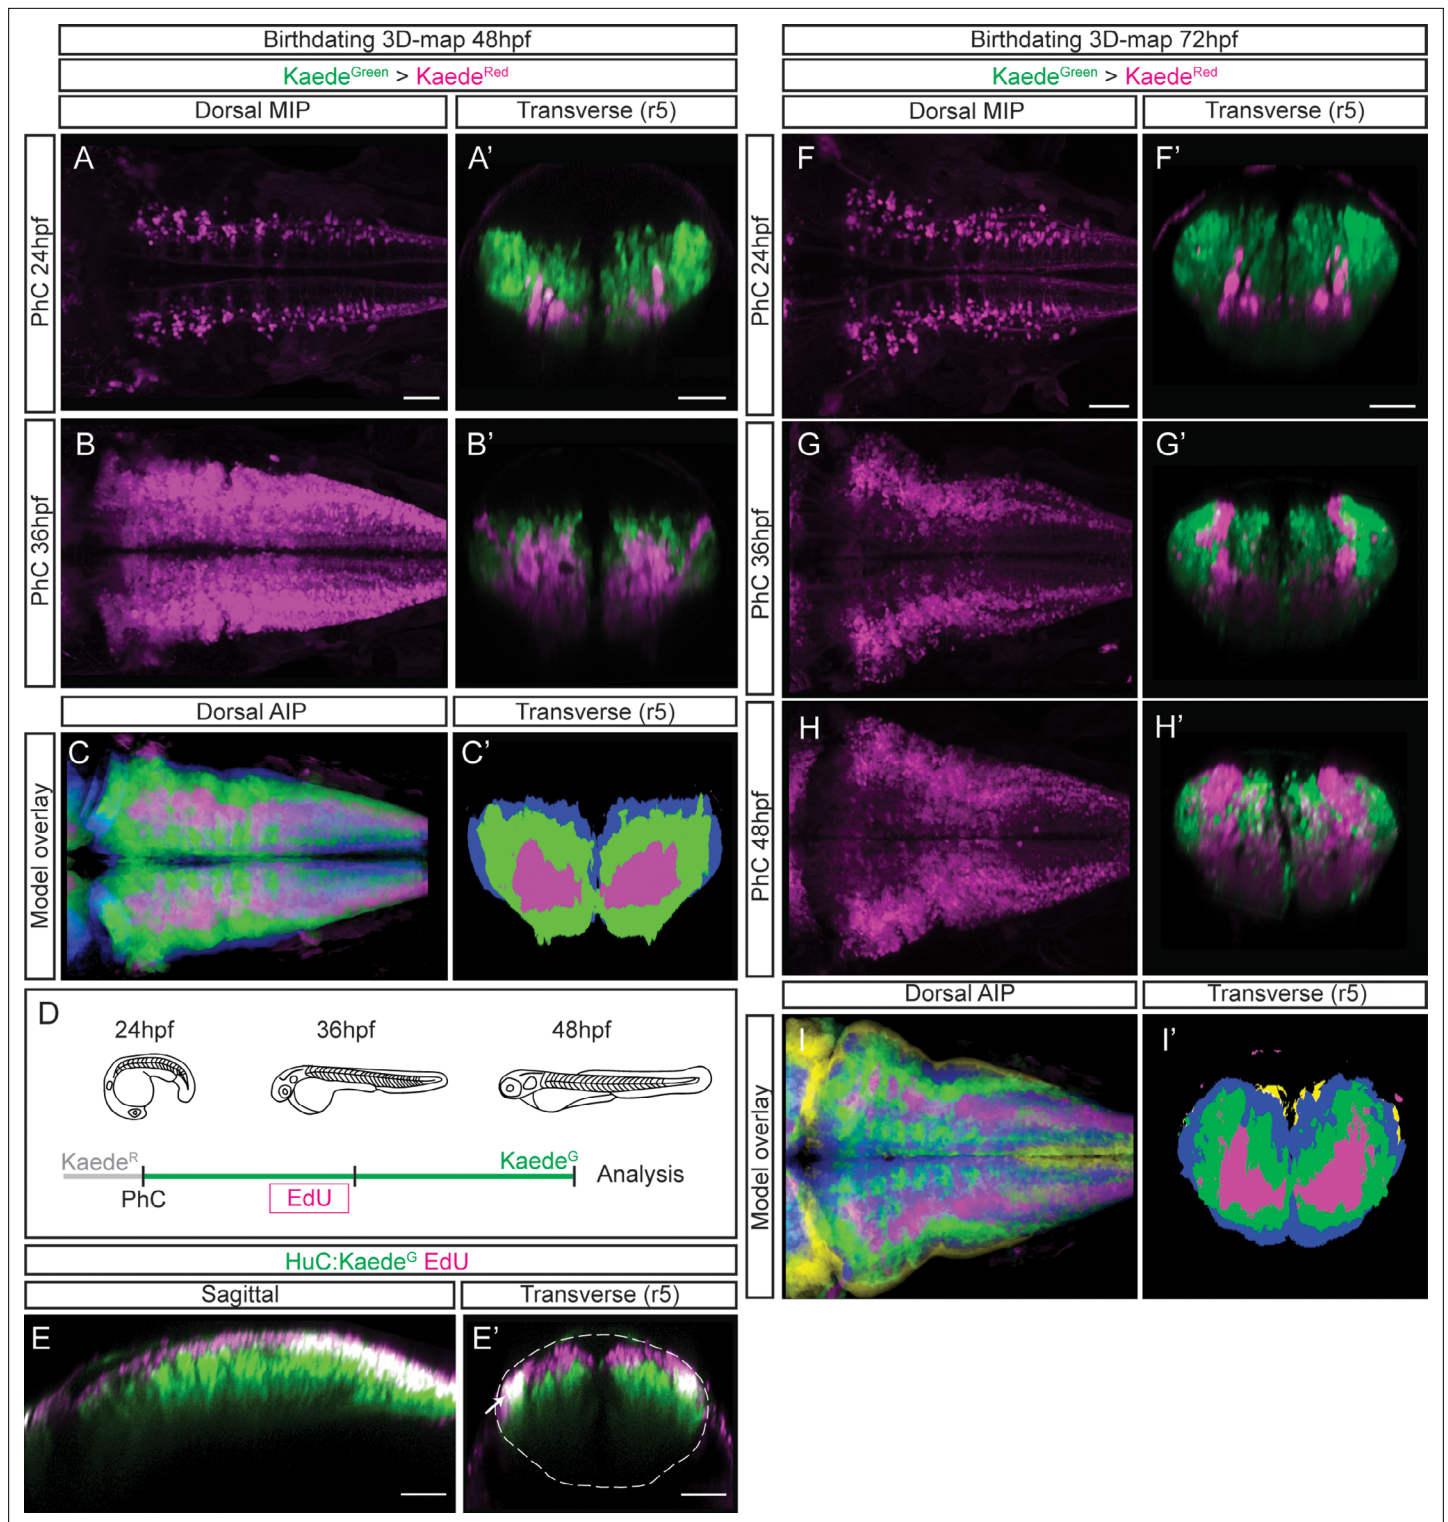 Birthdating 3D-map 48hpf
KaedeGreen > KaedeRed
Dorsal MIP
Transverse (r5)
PhC 24hpf
A
A'
PhC 36hpf
B
B'
Dorsal AIP
Transverse (r5)
Model overlay
C
C'
D
24hpf
36hpf
48hpf
KaedeR
KaedeG
Analysis
PhC
EdU
HuC:KaedeG EdU
Sagittal
Transverse (r5)
E
E'
Birthdating 3D-map 72hpf
KaedeGreen > KaedeRed
Dorsal MIP
Transverse (r5)
PhC 24hpf
F
F'
PhC 36hpf
G
G'
PhC 48hpf
H
H'
Dorsal AIP
Transverse (r5)
Model overlay
I
I'